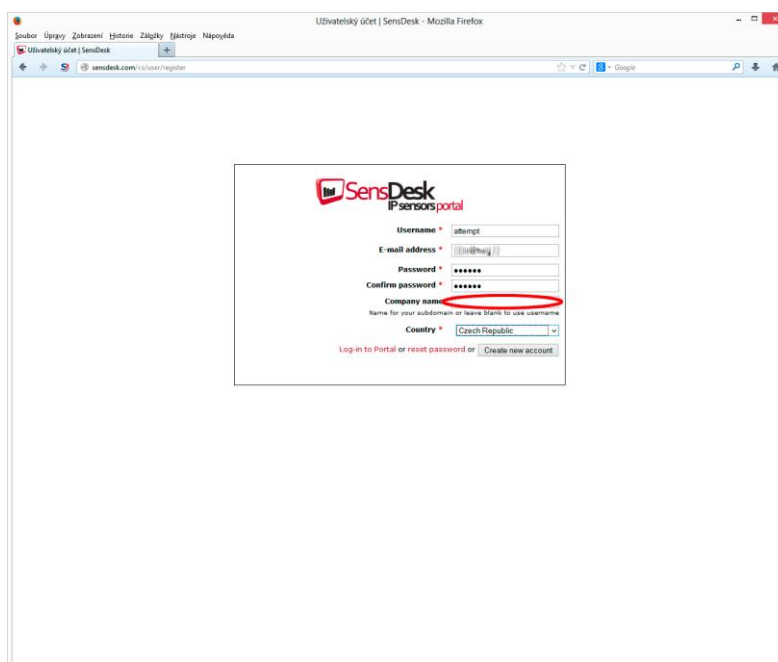 Uživatelský účet | SensDesk - Mozilla Firefox
Soubor Úpravy Zobrazení Historie Záložky Nástroje Nápověda
Uživatelský účet | SensDesk
sensdesk.com/cs/user/register
Google
SensDesk
IP sensors portal
Username * attempt
E-mail address *
Password * ••••••
Confirm password * ••••••
Company name
Name for your subdomain or leave blank to use username
Country * Czech Republic
Log-in to Portal or reset password or Create new account